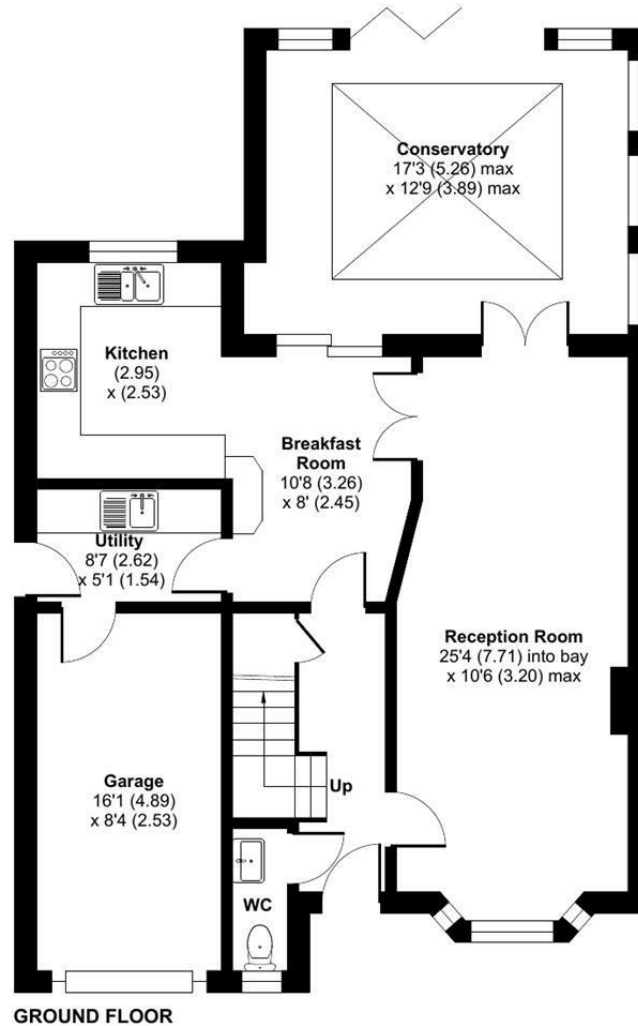 Conservatory
17'3 (5.26) max
x 12'9 (3.89) max
Kitchen
(2.95)
x (2.53)
Breakfast
Room
10'8 (3.26)
x 8' (2.45)
Utility
8'7 (2.62)
x 5'1 (1.54)
Reception Room
25'4 (7.71) into bay
x 10'6 (3.20) max
Garage
16'1 (4.89)
x 8'4 (2.53)
Up
WC
GROUND FLOOR